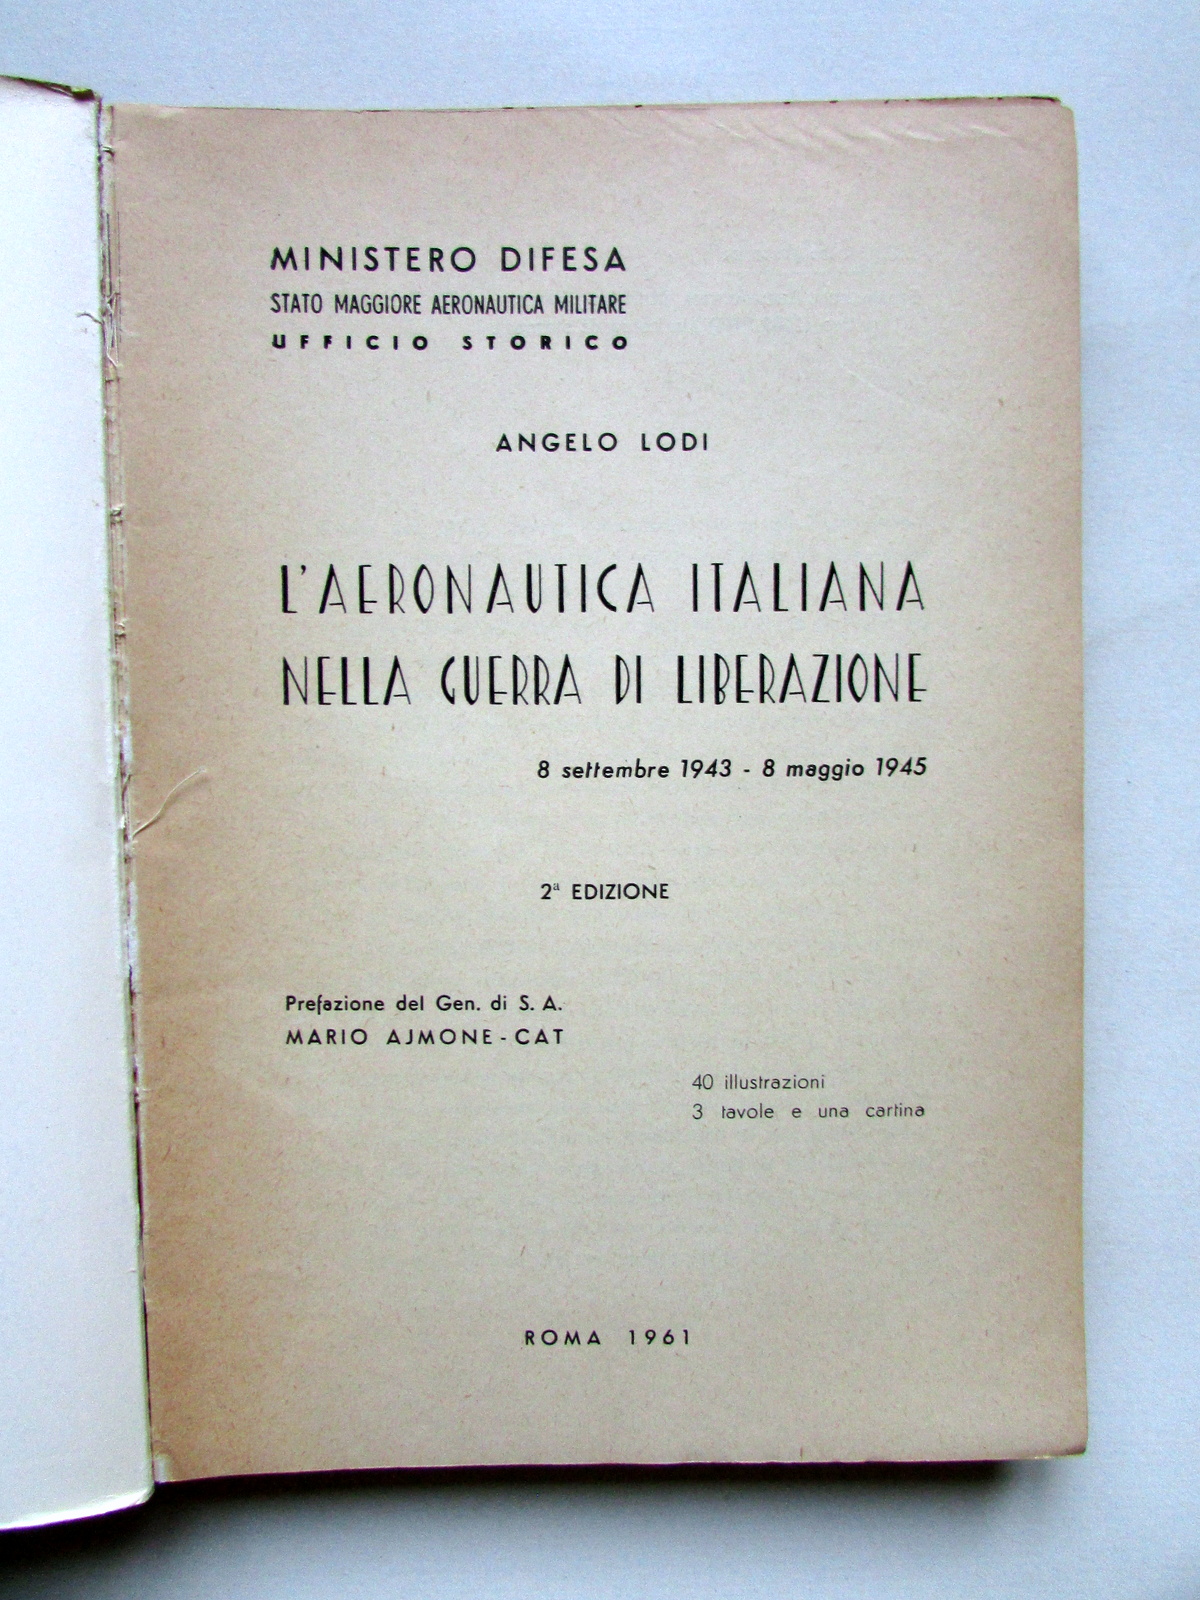 MINISTERO DIFESA
STATO MAGGIORE AERONAUTICA MILITARE
UFFICIO STORICO
ANGELO LODI
L'AERONAUTICA ITALIANA
NELLA GUERRA DI LIBERAZIONE
8 settembre 1943 - 8 maggio 1945
2ª EDIZIONE
Prefazione del Gen. di S. A.
MARIO AJMONE-CAT
40 illustrazioni
3 tavole e una cartina
ROMA 1961